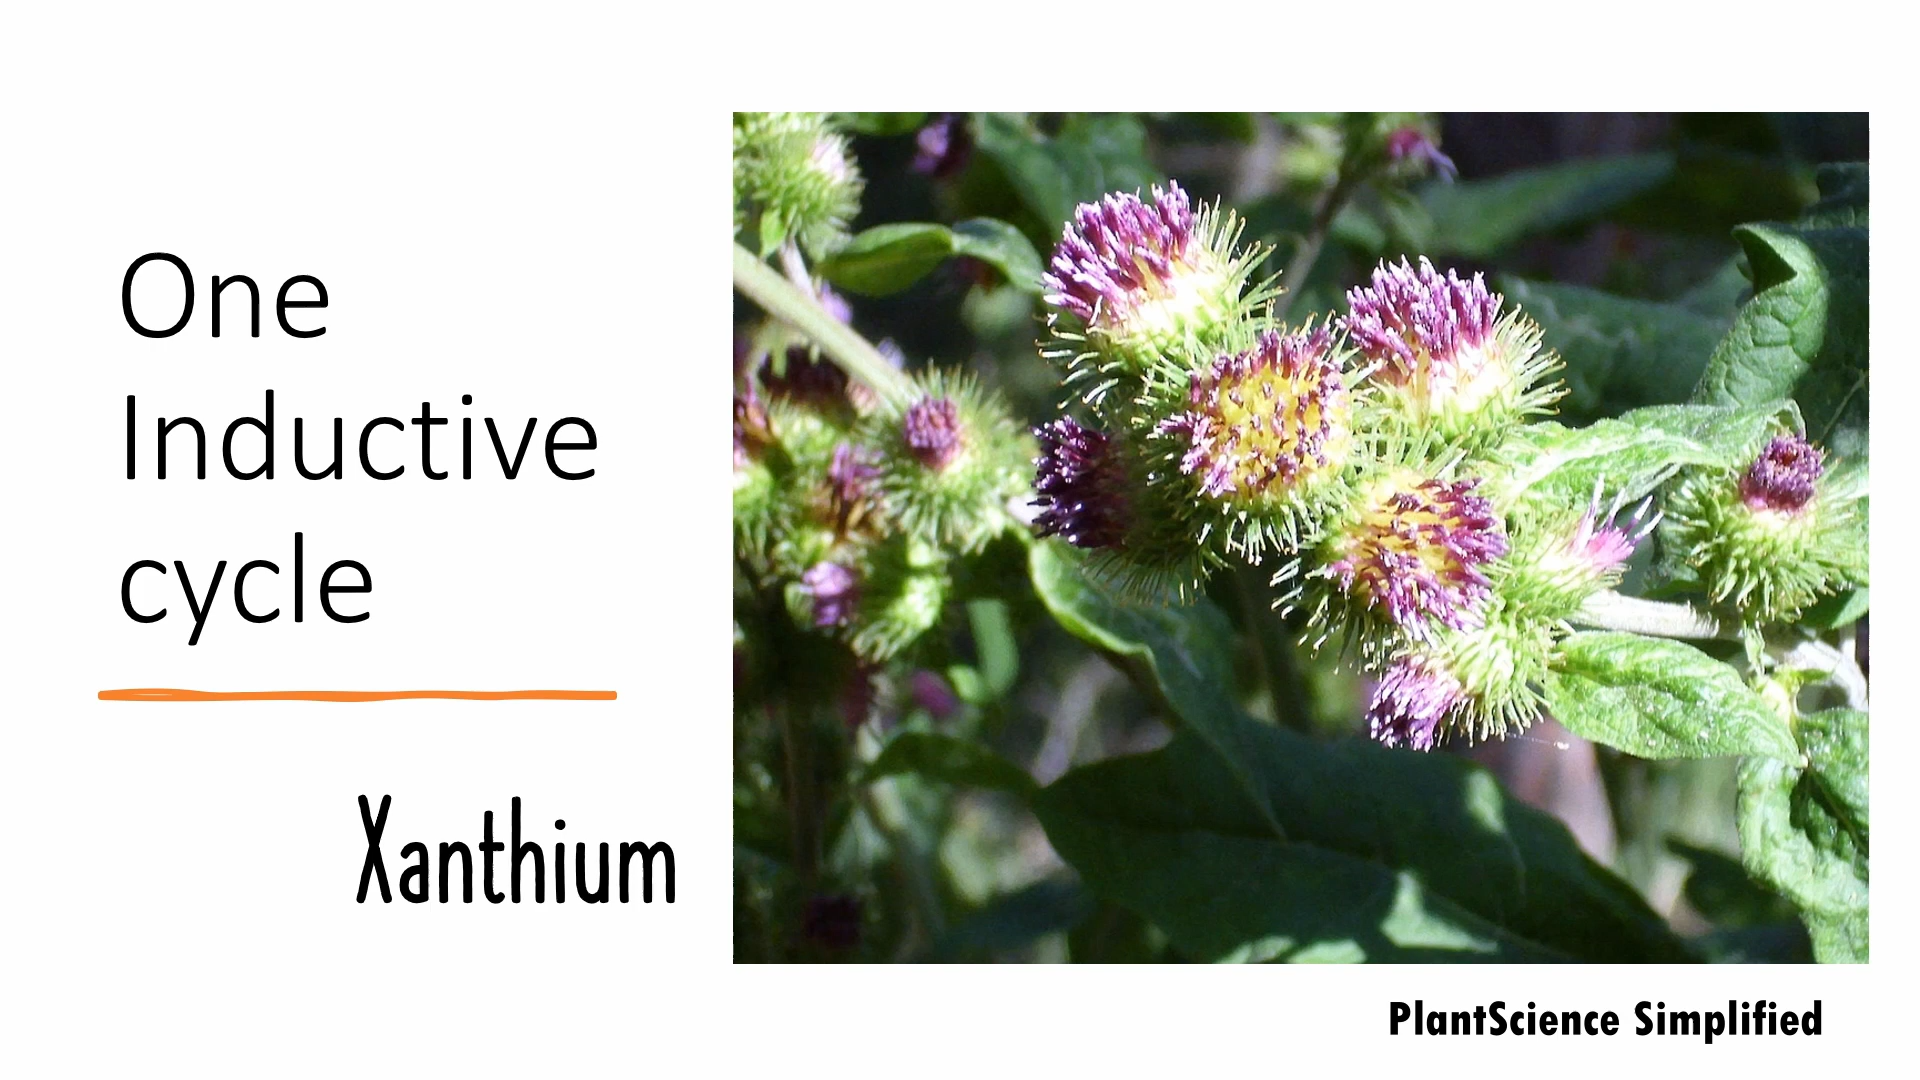 One
Inductive
cycle
Xanthium
PlantScience Simplified